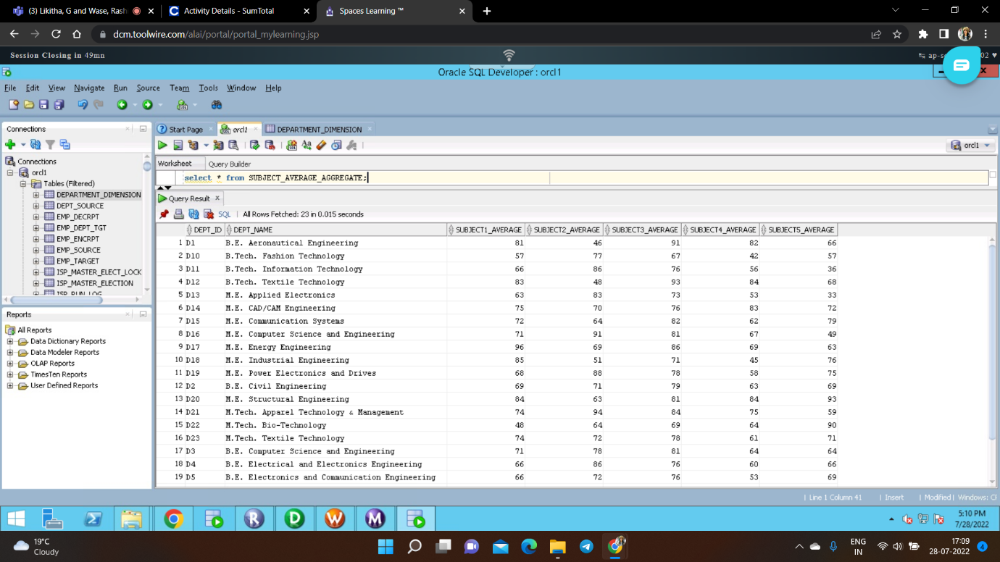 (3) Likitha, G and Wase, Rash
Activity Details - SumTotal
Spaces Learning ™
dcm.toolwire.com/alai/portal/portal_mylearning.jsp
Session Closing in 49mn
Oracle SQL Developer : orcl1
File Edit View Navigate Run Source Team Tools Window Help
Connections
Start Page
orcl1
DEPARTMENT_DIMENSION
orcl1
Worksheet Query Builder
select * from SUBJECT_AVERAGE_AGGREGATE;
Connections
orcl1
Tables (Filtered)
DEPARTMENT_DIMENSION
DEPT_SOURCE
EMP_DECRPT
EMP_DEPT_TGT
EMP_ENCRPT
EMP_SOURCE
EMP_TARGET
ISP_MASTER_ELECT_LOCK
ISP_MASTER_ELECTION
ISP_RUN_LOG
Reports
All Reports
Data Dictionary Reports
Data Modeler Reports
OLAP Reports
TimesTen Reports
User Defined Reports
Query Result
SQL | All Rows Fetched: 23 in 0.015 seconds
DEPT_ID DEPT_NAME SUBJECT1_AVERAGE SUBJECT2_AVERAGE SUBJECT3_AVERAGE SUBJECT4_AVERAGE SUBJECT5_AVERAGE
1 D1 B.E. Aeronautical Engineering 81 46 91 82 66
2 D10 B.Tech. Fashion Technology 57 77 67 42 57
3 D11 B.Tech. Information Technology 66 86 76 56 36
4 D12 B.Tech. Textile Technology 83 48 93 84 68
5 D13 M.E. Applied Electronics 63 83 73 53 33
6 D14 M.E. CAD/CAM Engineering 75 70 76 83 72
7 D15 M.E. Communication Systems 72 64 82 62 79
8 D16 M.E. Computer Science and Engineering 71 91 81 67 49
9 D17 M.E. Energy Engineering 96 69 86 69 63
10 D18 M.E. Industrial Engineering 85 51 71 45 76
11 D19 M.E. Power Electronics and Drives 68 88 78 58 75
12 D2 B.E. Civil Engineering 69 71 79 63 69
13 D20 M.E. Structural Engineering 84 63 81 84 93
14 D21 M.Tech. Apparel Technology & Management 74 94 84 75 59
15 D22 M.Tech. Bio-Technology 48 64 69 64 90
16 D23 M.Tech. Textile Technology 74 72 78 61 71
17 D3 B.E. Computer Science and Engineering 71 78 81 64 64
18 D4 B.E. Electrical and Electronics Engineering 66 86 76 60 66
19 D5 B.E. Electronics and Communication Engineering 66 72 76 53 69
| Line 1 Column 41 | Insert | Modified | Windows: CF
5:10 PM
7/28/2022
19°C
Cloudy
ENG
IN
17:09
28-07-2022
4